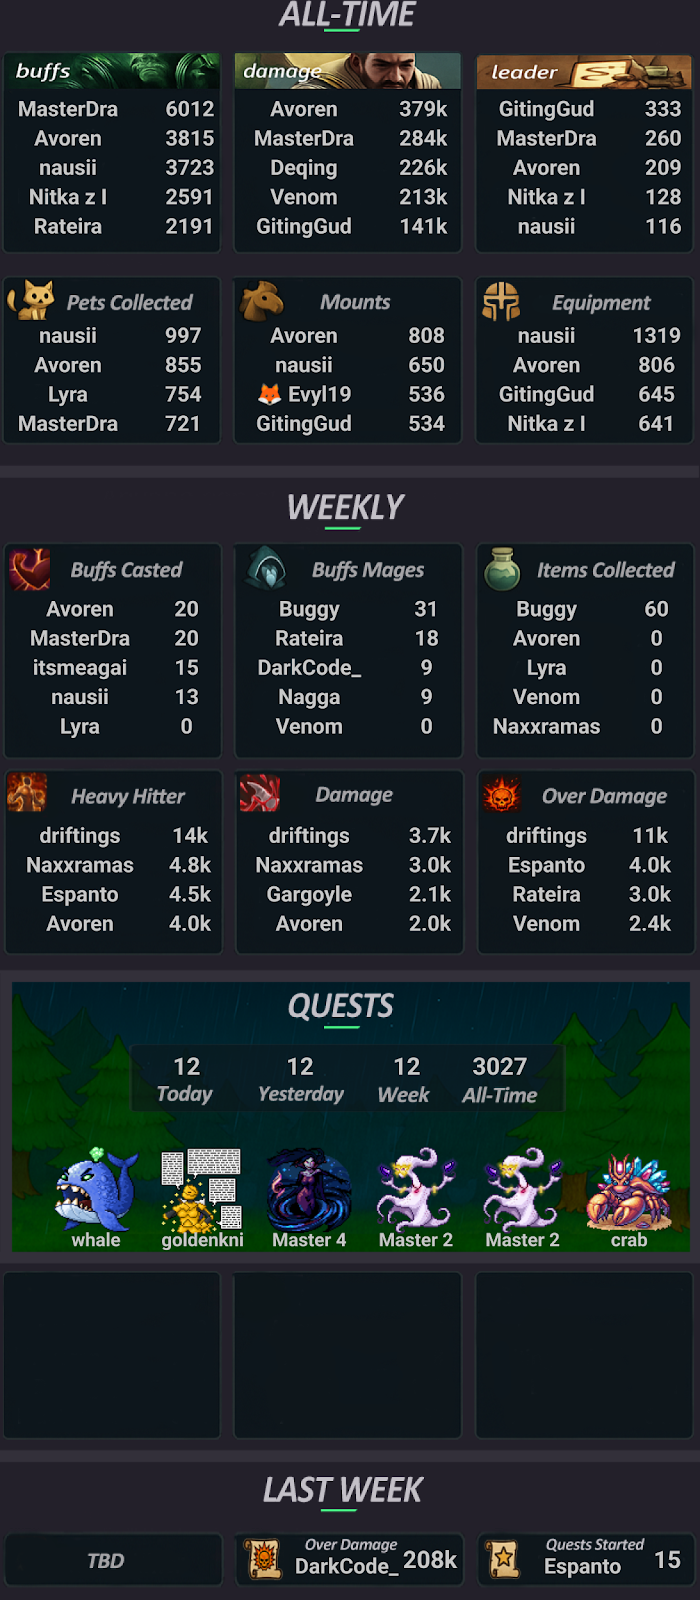 ALL-TIME
buffs
MasterDra 6012
Avoren 3815
nausii 3723
Nitka z I 2591
Rateira 2191
damage
Avoren 379k
MasterDra 284k
Deqing 226k
Venom 213k
GitingGud 141k
leader
GitingGud 333
MasterDra 260
Avoren 209
Nitka z I 128
nausii 116
Pets Collected
nausii 997
Avoren 855
Lyra 754
MasterDra 721
Mounts
Avoren 808
nausii 650
🦊 Evyl19 536
GitingGud 534
Equipment
nausii 1319
Avoren 806
GitingGud 645
Nitka z I 641
WEEKLY
Buffs Casted
Avoren 20
MasterDra 20
itsmeagai 15
nausii 13
Lyra 0
Buffs Mages
Buggy 31
Rateira 18
DarkCode_ 9
Nagga 9
Venom 0
Items Collected
Buggy 60
Avoren 0
Lyra 0
Venom 0
Naxxramas 0
Heavy Hitter
driftings 14k
Naxxramas 4.8k
Espanto 4.5k
Avoren 4.0k
Damage
driftings 3.7k
Naxxramas 3.0k
Gargoyle 2.1k
Avoren 2.0k
Over Damage
driftings 11k
Espanto 4.0k
Rateira 3.0k
Venom 2.4k
QUESTS
12 12 12 3027
Today Yesterday Week All-Time
whale goldenkni Master 4 Master 2 Master 2 crab
LAST WEEK
TBD
Over Damage
DarkCode_ 208k
Quests Started
Espanto 15